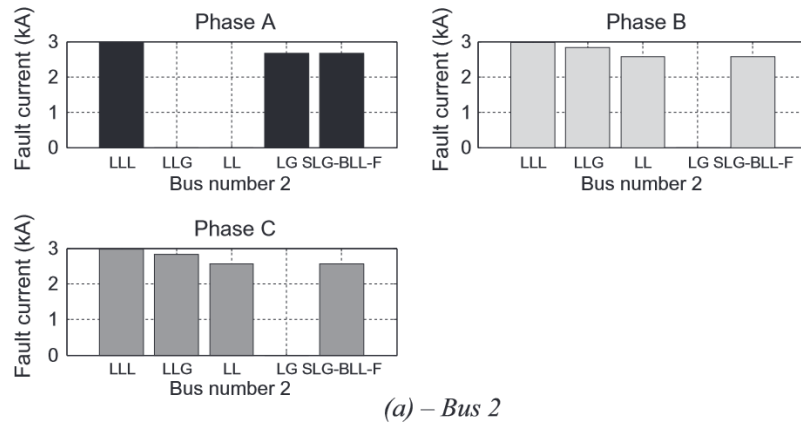 Phase A
Fault current (kA)
3
2
1
0
LLL LLG LL LG SLG-BLL-F
Bus number 2
Phase B
Fault current (kA)
3
2
1
0
LLL LLG LL LG SLG-BLL-F
Bus number 2
Phase C
Fault current (kA)
3
2
1
0
LLL LLG LL LG SLG-BLL-F
Bus number 2
(a) – Bus 2